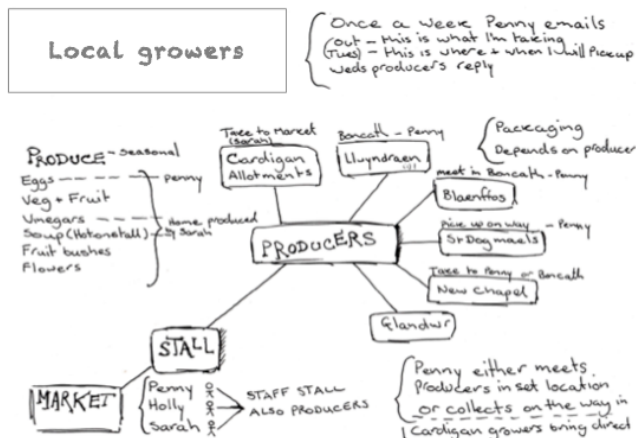 Local growers
Once a week Penny emails
(out - this is what I'm taking
(Tues) - this is where + when I will Pickup
weds producers reply
PRODUCE - seasonal
Eggs - Penny
Veg + Fruit
Vinegars - Home produced
Soup (Hot on stall) - by Sarah
Fruit bushes
Flowers
Take to Market
(Sarah)
Cardigan
Allotments
Boncath - Penny
Llwyndraen
Packaging
Depends on producer
meet in Boncath - Penny
Blaenffos
pick up on way - Penny
St Dogmaels
Take to Penny or Boncath
New Chapel
Glandwr
PRODUCERS
STALL
MARKET
Penny
Holly
Sarah
STAFF STALL
ALSO PRODUCERS
Penny either meets
Producers in set location
or collects on the way in
Cardigan growers bring direct